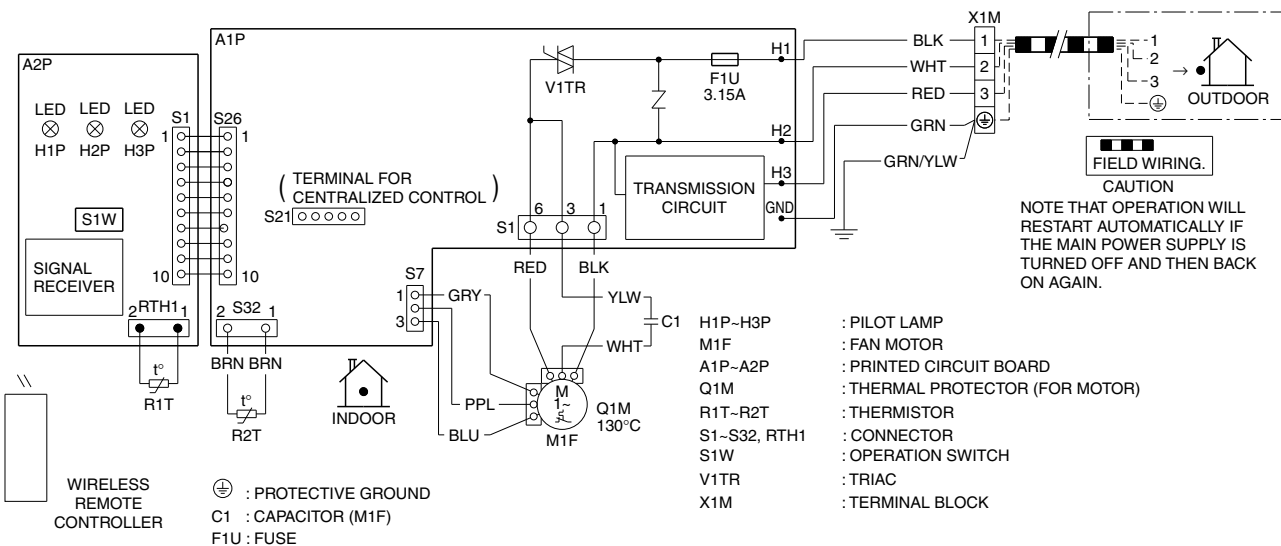 A2P
LED LED LED
H1P H2P H3P
S1 S26
1 1
10 10
S1W
SIGNAL
RECEIVER
2 RTH1 1
t°
R1T
A1P
( TERMINAL FOR
CENTRALIZED CONTROL )
S21
2 S32 1
BRN BRN
t°
R2T
INDOOR
S7
1
3
GRY
PPL
BLU
V1TR
F1U
3.15A
H1
H2
H3
GND
TRANSMISSION
CIRCUIT
S1 6 3 1
RED BLK
YLW
C1
WHT
M
1~
M1F
Q1M
130°C
X1M
BLK 1
WHT 2
RED 3
GRN
GRN/YLW
1
2
3
OUTDOOR
FIELD WIRING.
CAUTION
NOTE THAT OPERATION WILL
RESTART AUTOMATICALLY IF
THE MAIN POWER SUPPLY IS
TURNED OFF AND THEN BACK
ON AGAIN.
H1P~H3P : PILOT LAMP
M1F : FAN MOTOR
A1P~A2P : PRINTED CIRCUIT BOARD
Q1M : THERMAL PROTECTOR (FOR MOTOR)
R1T~R2T : THERMISTOR
S1~S32, RTH1 : CONNECTOR
S1W : OPERATION SWITCH
V1TR : TRIAC
X1M : TERMINAL BLOCK
WIRELESS
REMOTE
CONTROLLER
: PROTECTIVE GROUND
C1 : CAPACITOR (M1F)
F1U : FUSE